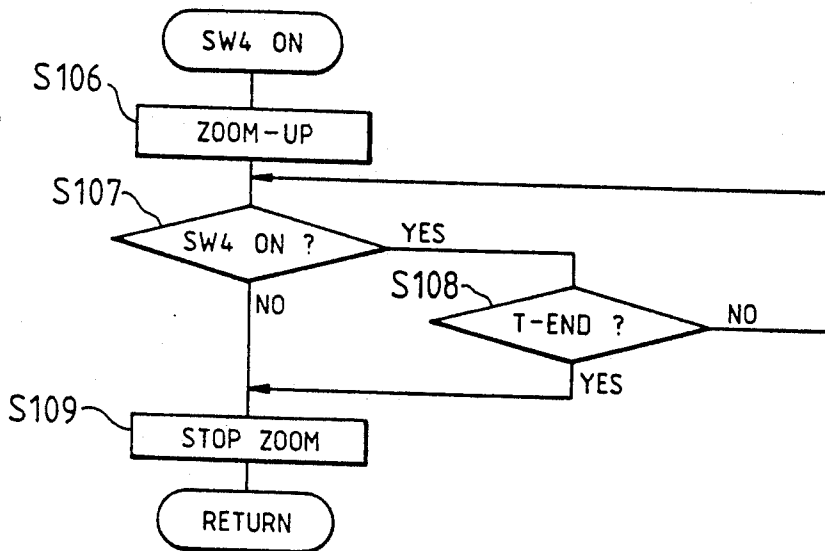 SW4 ON
S106
ZOOM-UP
S107
SW4 ON ?
YES
NO
S108
T-END ?
NO
YES
S109
STOP ZOOM
RETURN